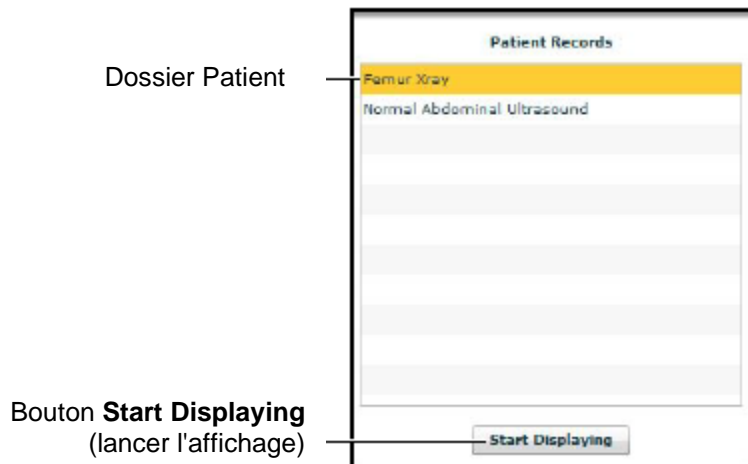 Patient Records
Dossier Patient
Femur Xray
Normal Abdominal Ultrasound
Bouton Start Displaying
(lancer l'affichage)
Start Displaying